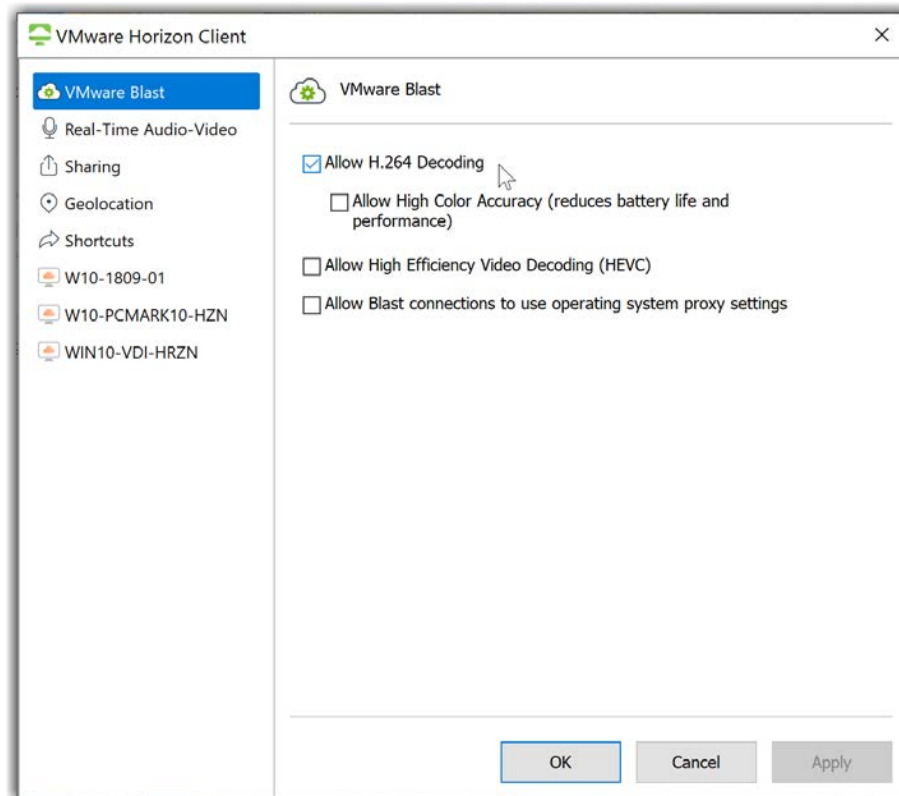 VMware Horizon Client
VMware Blast
Real-Time Audio-Video
Sharing
Geolocation
Shortcuts
W10-1809-01
W10-PCMARK10-HZN
WIN10-VDI-HRZN
VMware Blast
Allow H.264 Decoding
Allow High Color Accuracy (reduces battery life and
performance)
Allow High Efficiency Video Decoding (HEVC)
Allow Blast connections to use operating system proxy settings
OK Cancel Apply